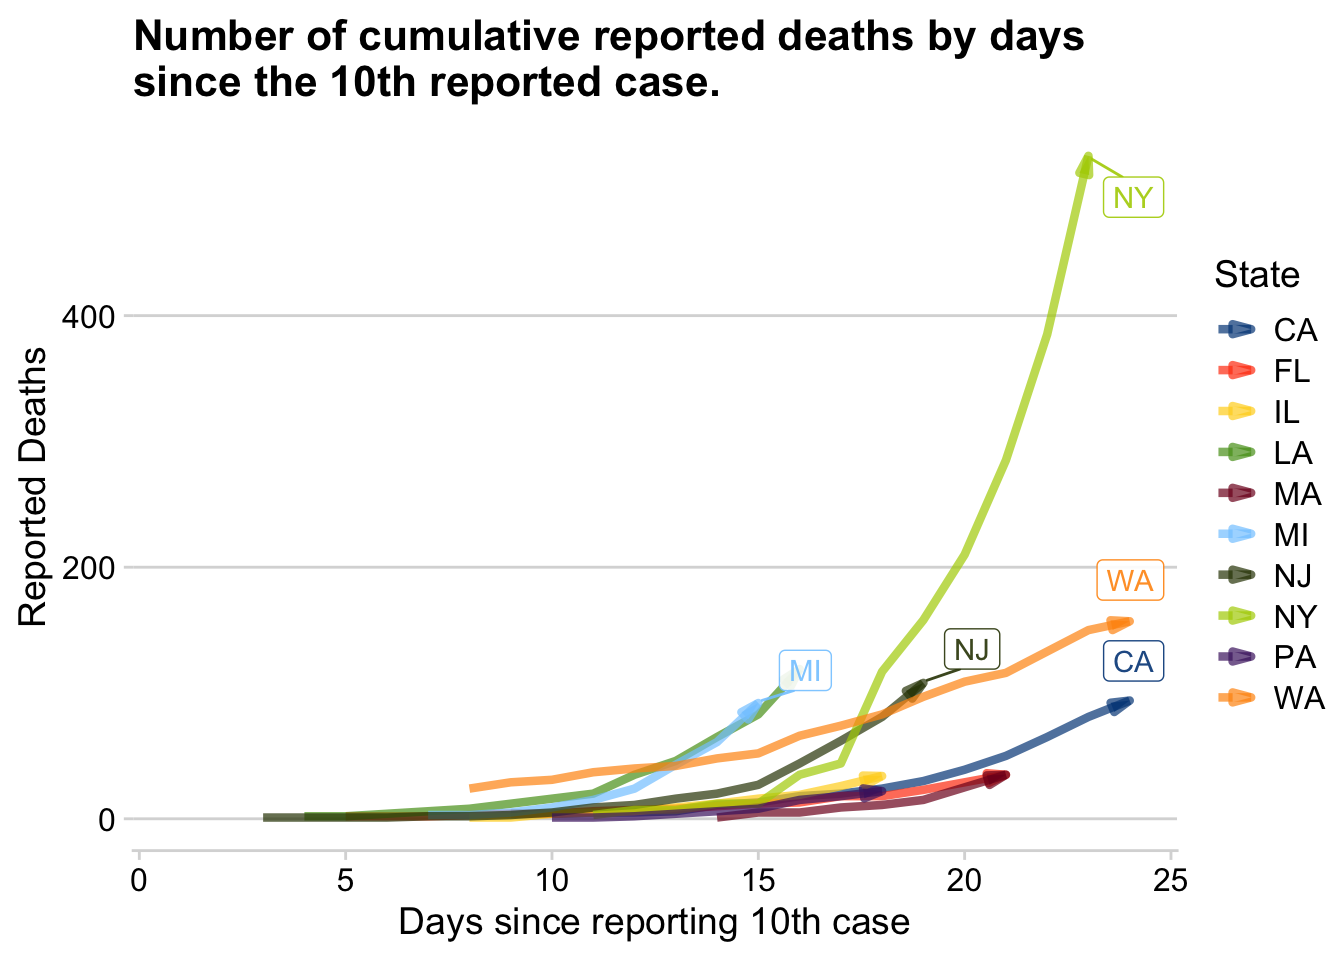 Number of cumulative reported deaths by days
since the 10th reported case.
Reported Deaths
400
200
0
0 5 10 15 20 25
Days since reporting 10th case
NY
WA
NJ
MI
CA
State
CA
FL
IL
LA
MA
MI
NJ
NY
PA
WA